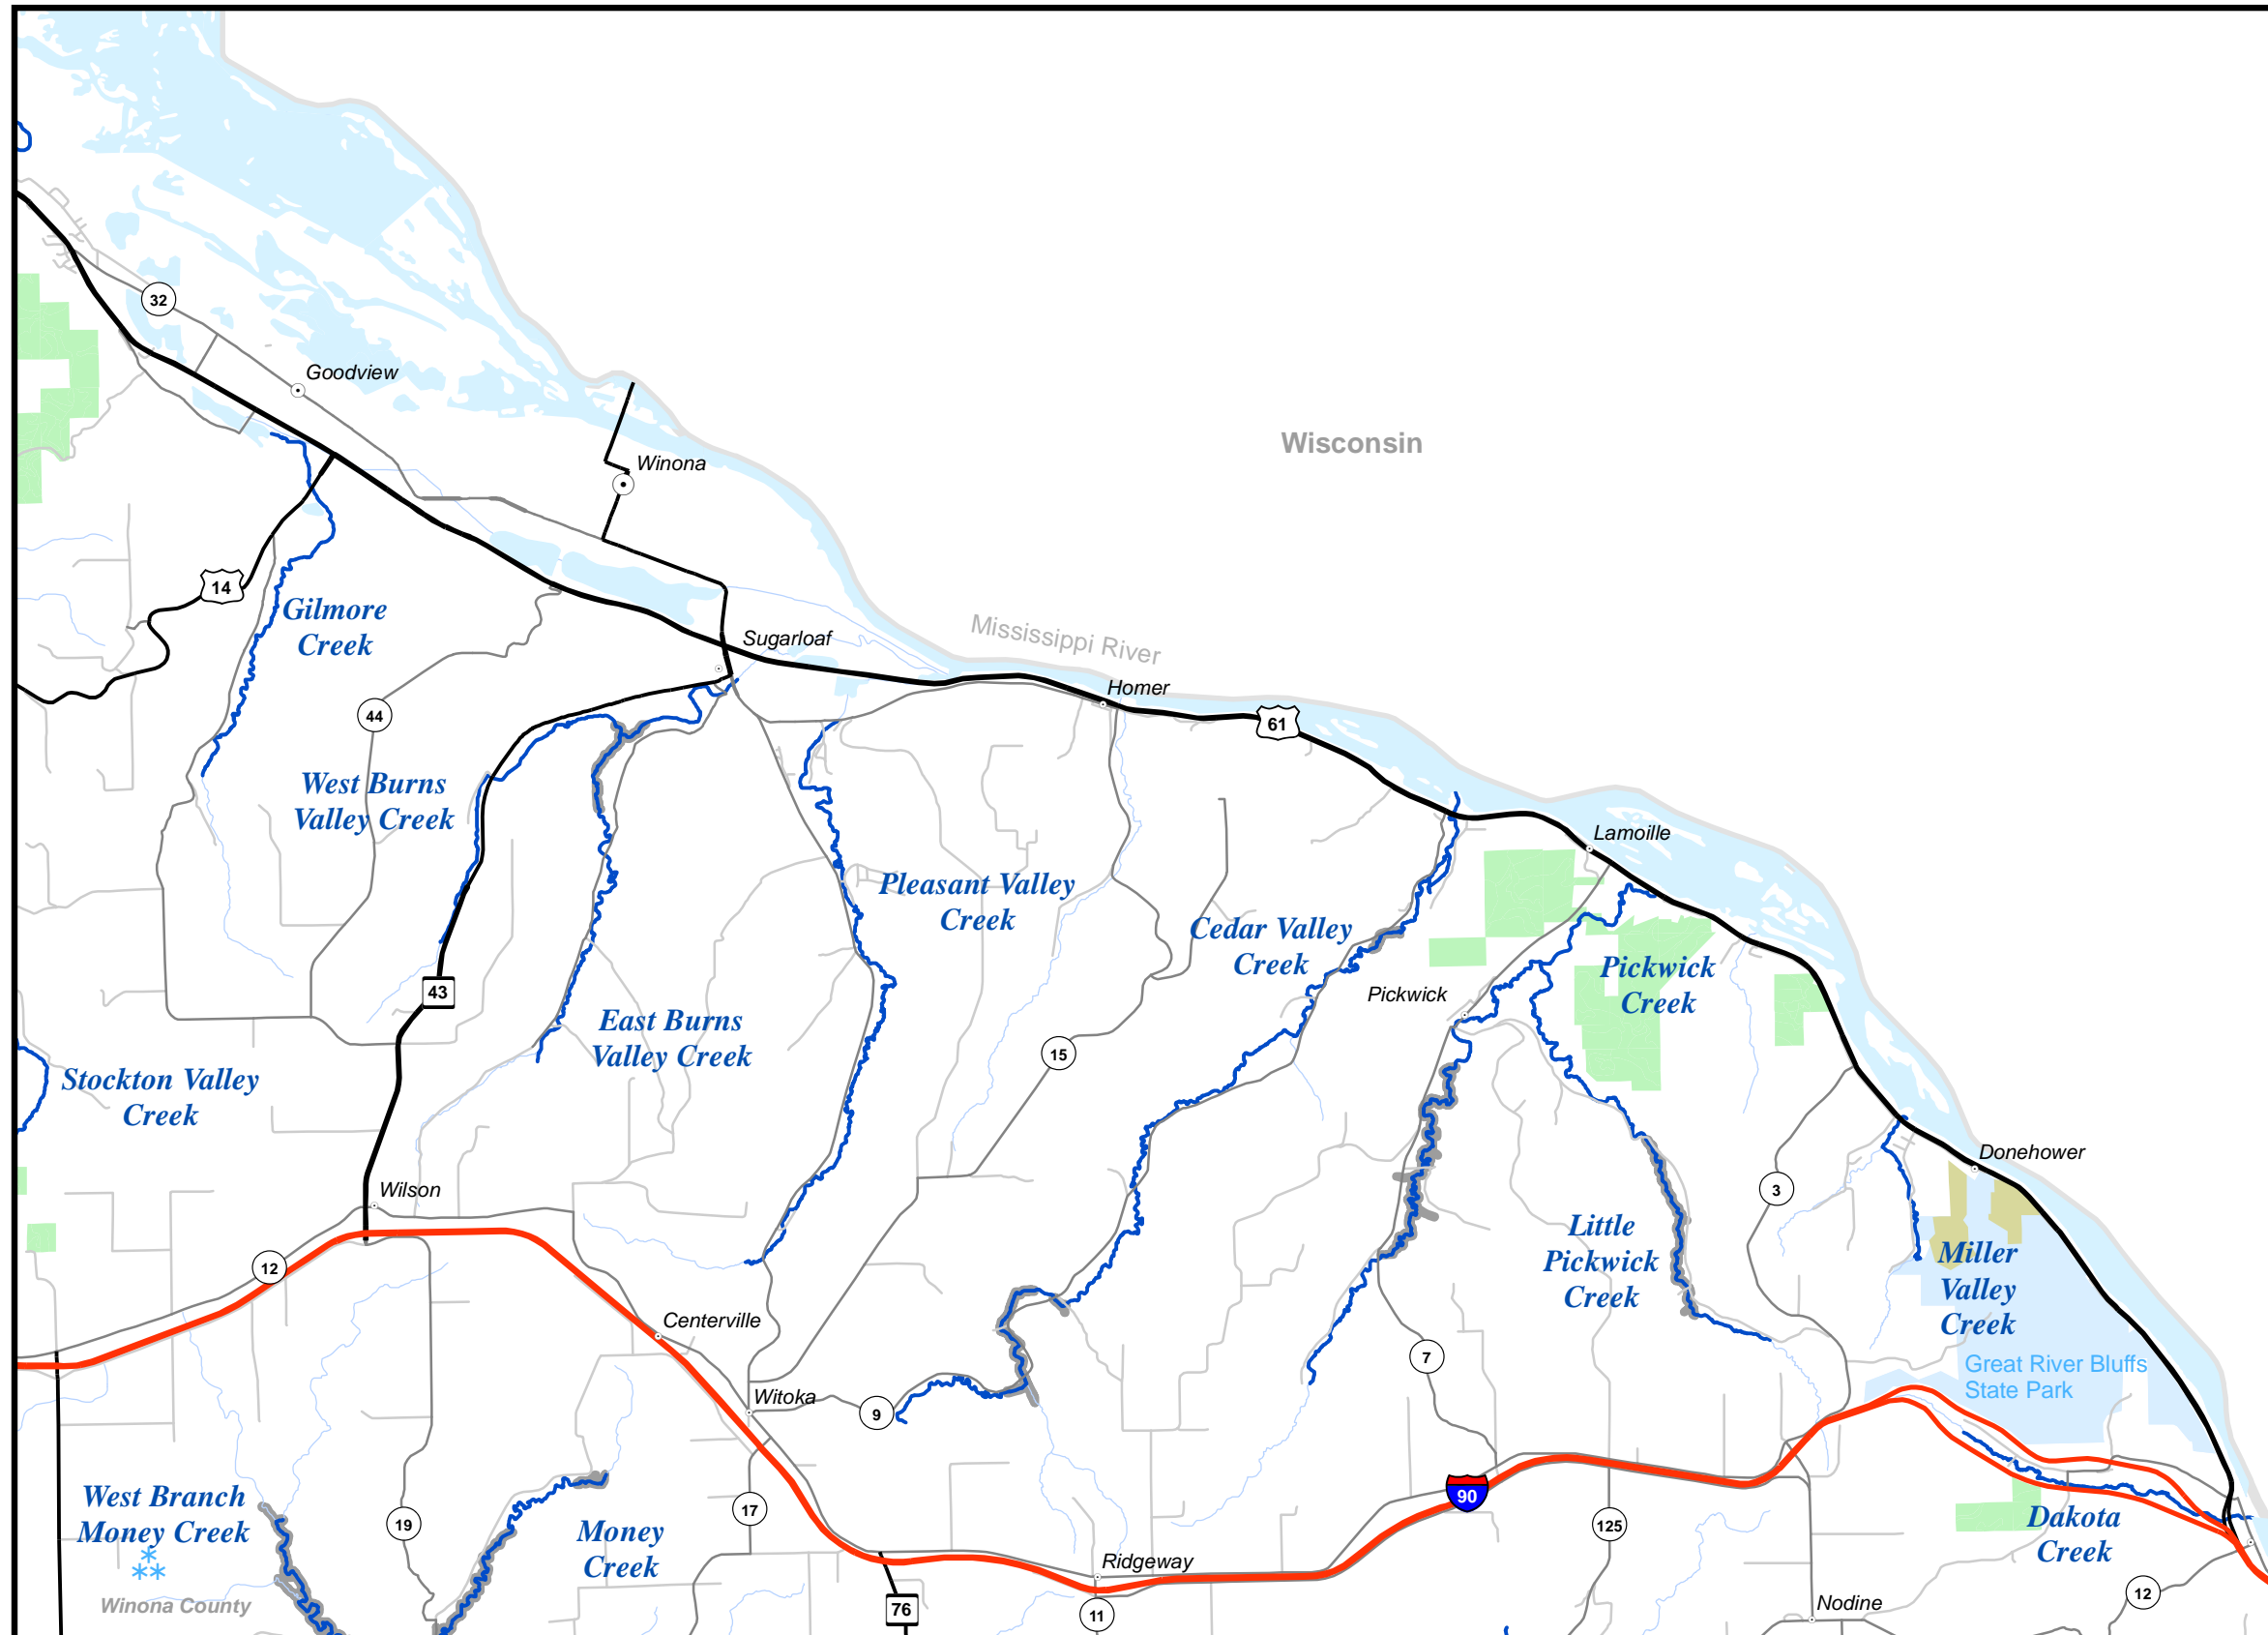 32
Goodview
Wisconsin
Winona
14
Gilmore
Creek
Sugarloaf
Mississippi River
Homer
44
61
West Burns
Valley Creek
Lamoille
Pleasant Valley
Creek
Cedar Valley
Creek
Pickwick
Creek
43
Pickwick
East Burns
Valley Creek
15
Stockton Valley
Creek
Donehower
Wilson
3
Little
Pickwick
Creek
12
Miller
Valley
Creek
Centerville
7
Great River Bluffs
State Park
Witoka
9
West Branch
Money Creek
90
17
19
125
Money
Creek
Dakota
Creek
Ridgeway
Winona County
76
11
12
Nodine